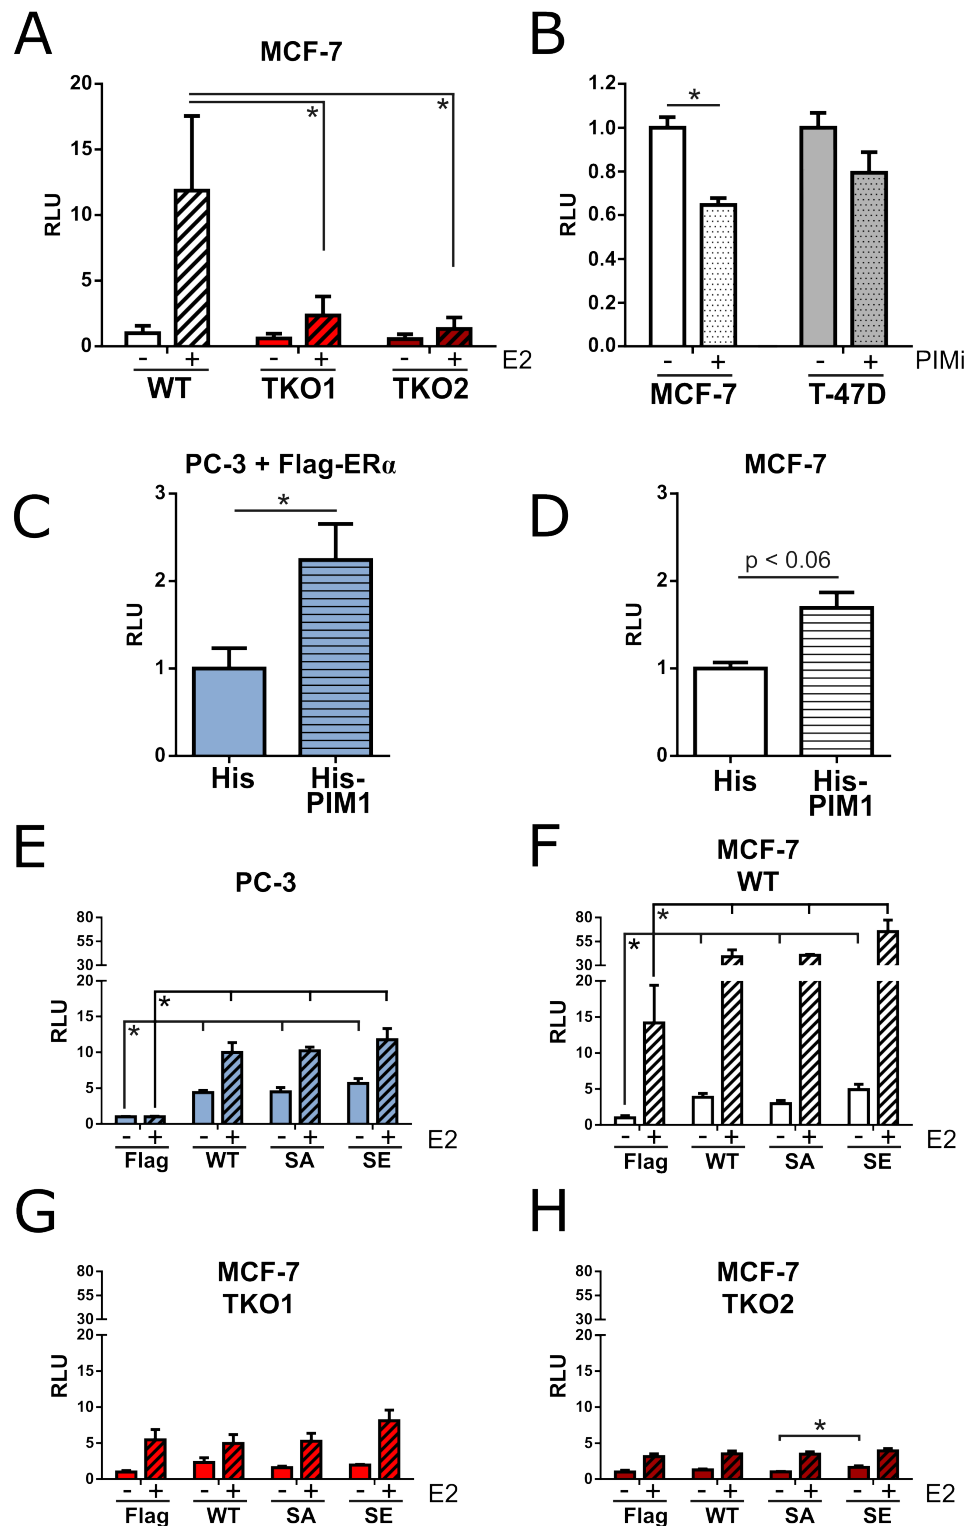 A
MCF-7
RLU
20
15
10
5
0
*
*
- + - + - + E2
WT TKO1 TKO2
B
RLU
1.2
1.0
0.8
0.6
0.4
0.2
0.0
*
- + - + PIMi
MCF-7 T-47D
C
PC-3 + Flag-ERα
RLU
3
2
1
0
*
His His-
PIM1
D
MCF-7
RLU
3
2
1
0
p < 0.06
His His-
PIM1
E
PC-3
RLU
80
55
30
20
15
10
5
0
*
*
- + - + - + - + E2
Flag WT SA SE
F
MCF-7
WT
RLU
80
55
30
20
15
10
5
0
*
*
- + - + - + - + E2
Flag WT SA SE
G
MCF-7
TKO1
RLU
80
55
30
20
15
10
5
0
- + - + - + - + E2
Flag WT SA SE
H
MCF-7
TKO2
RLU
80
55
30
20
15
10
5
0
*
- + - + - + - + E2
Flag WT SA SE